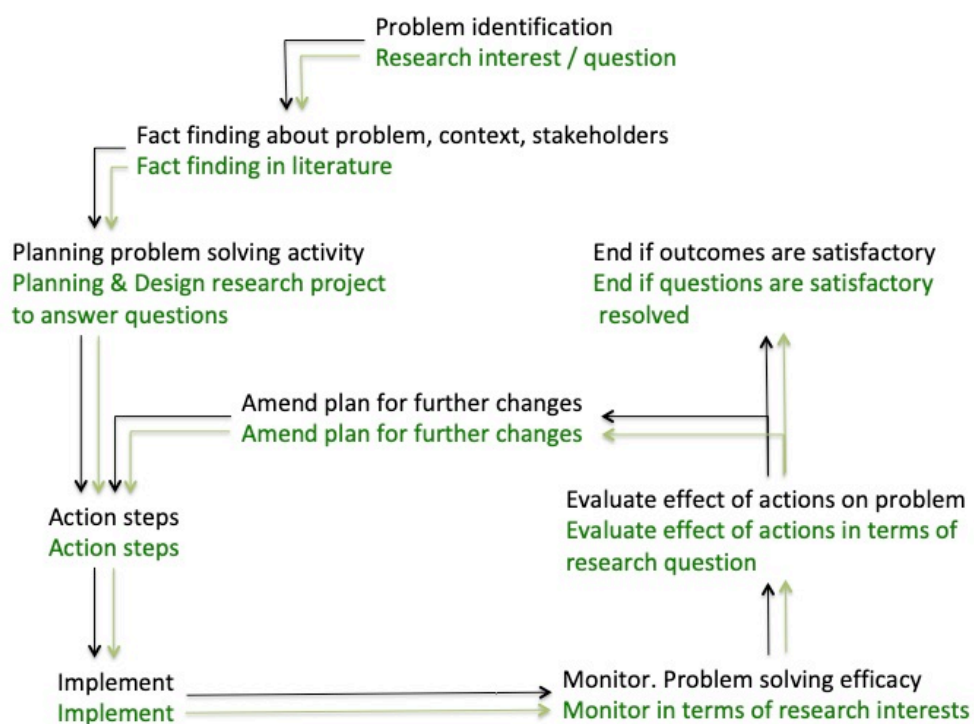 Problem identification
Research interest / question
Fact finding about problem, context, stakeholders
Fact finding in literature
Planning problem solving activity
Planning & Design research project
to answer questions
End if outcomes are satisfactory
End if questions are satisfactory
resolved
Amend plan for further changes
Amend plan for further changes
Action steps
Action steps
Evaluate effect of actions on problem
Evaluate effect of actions in terms of
research question
Implement
Implement
Monitor. Problem solving efficacy
Monitor in terms of research interests